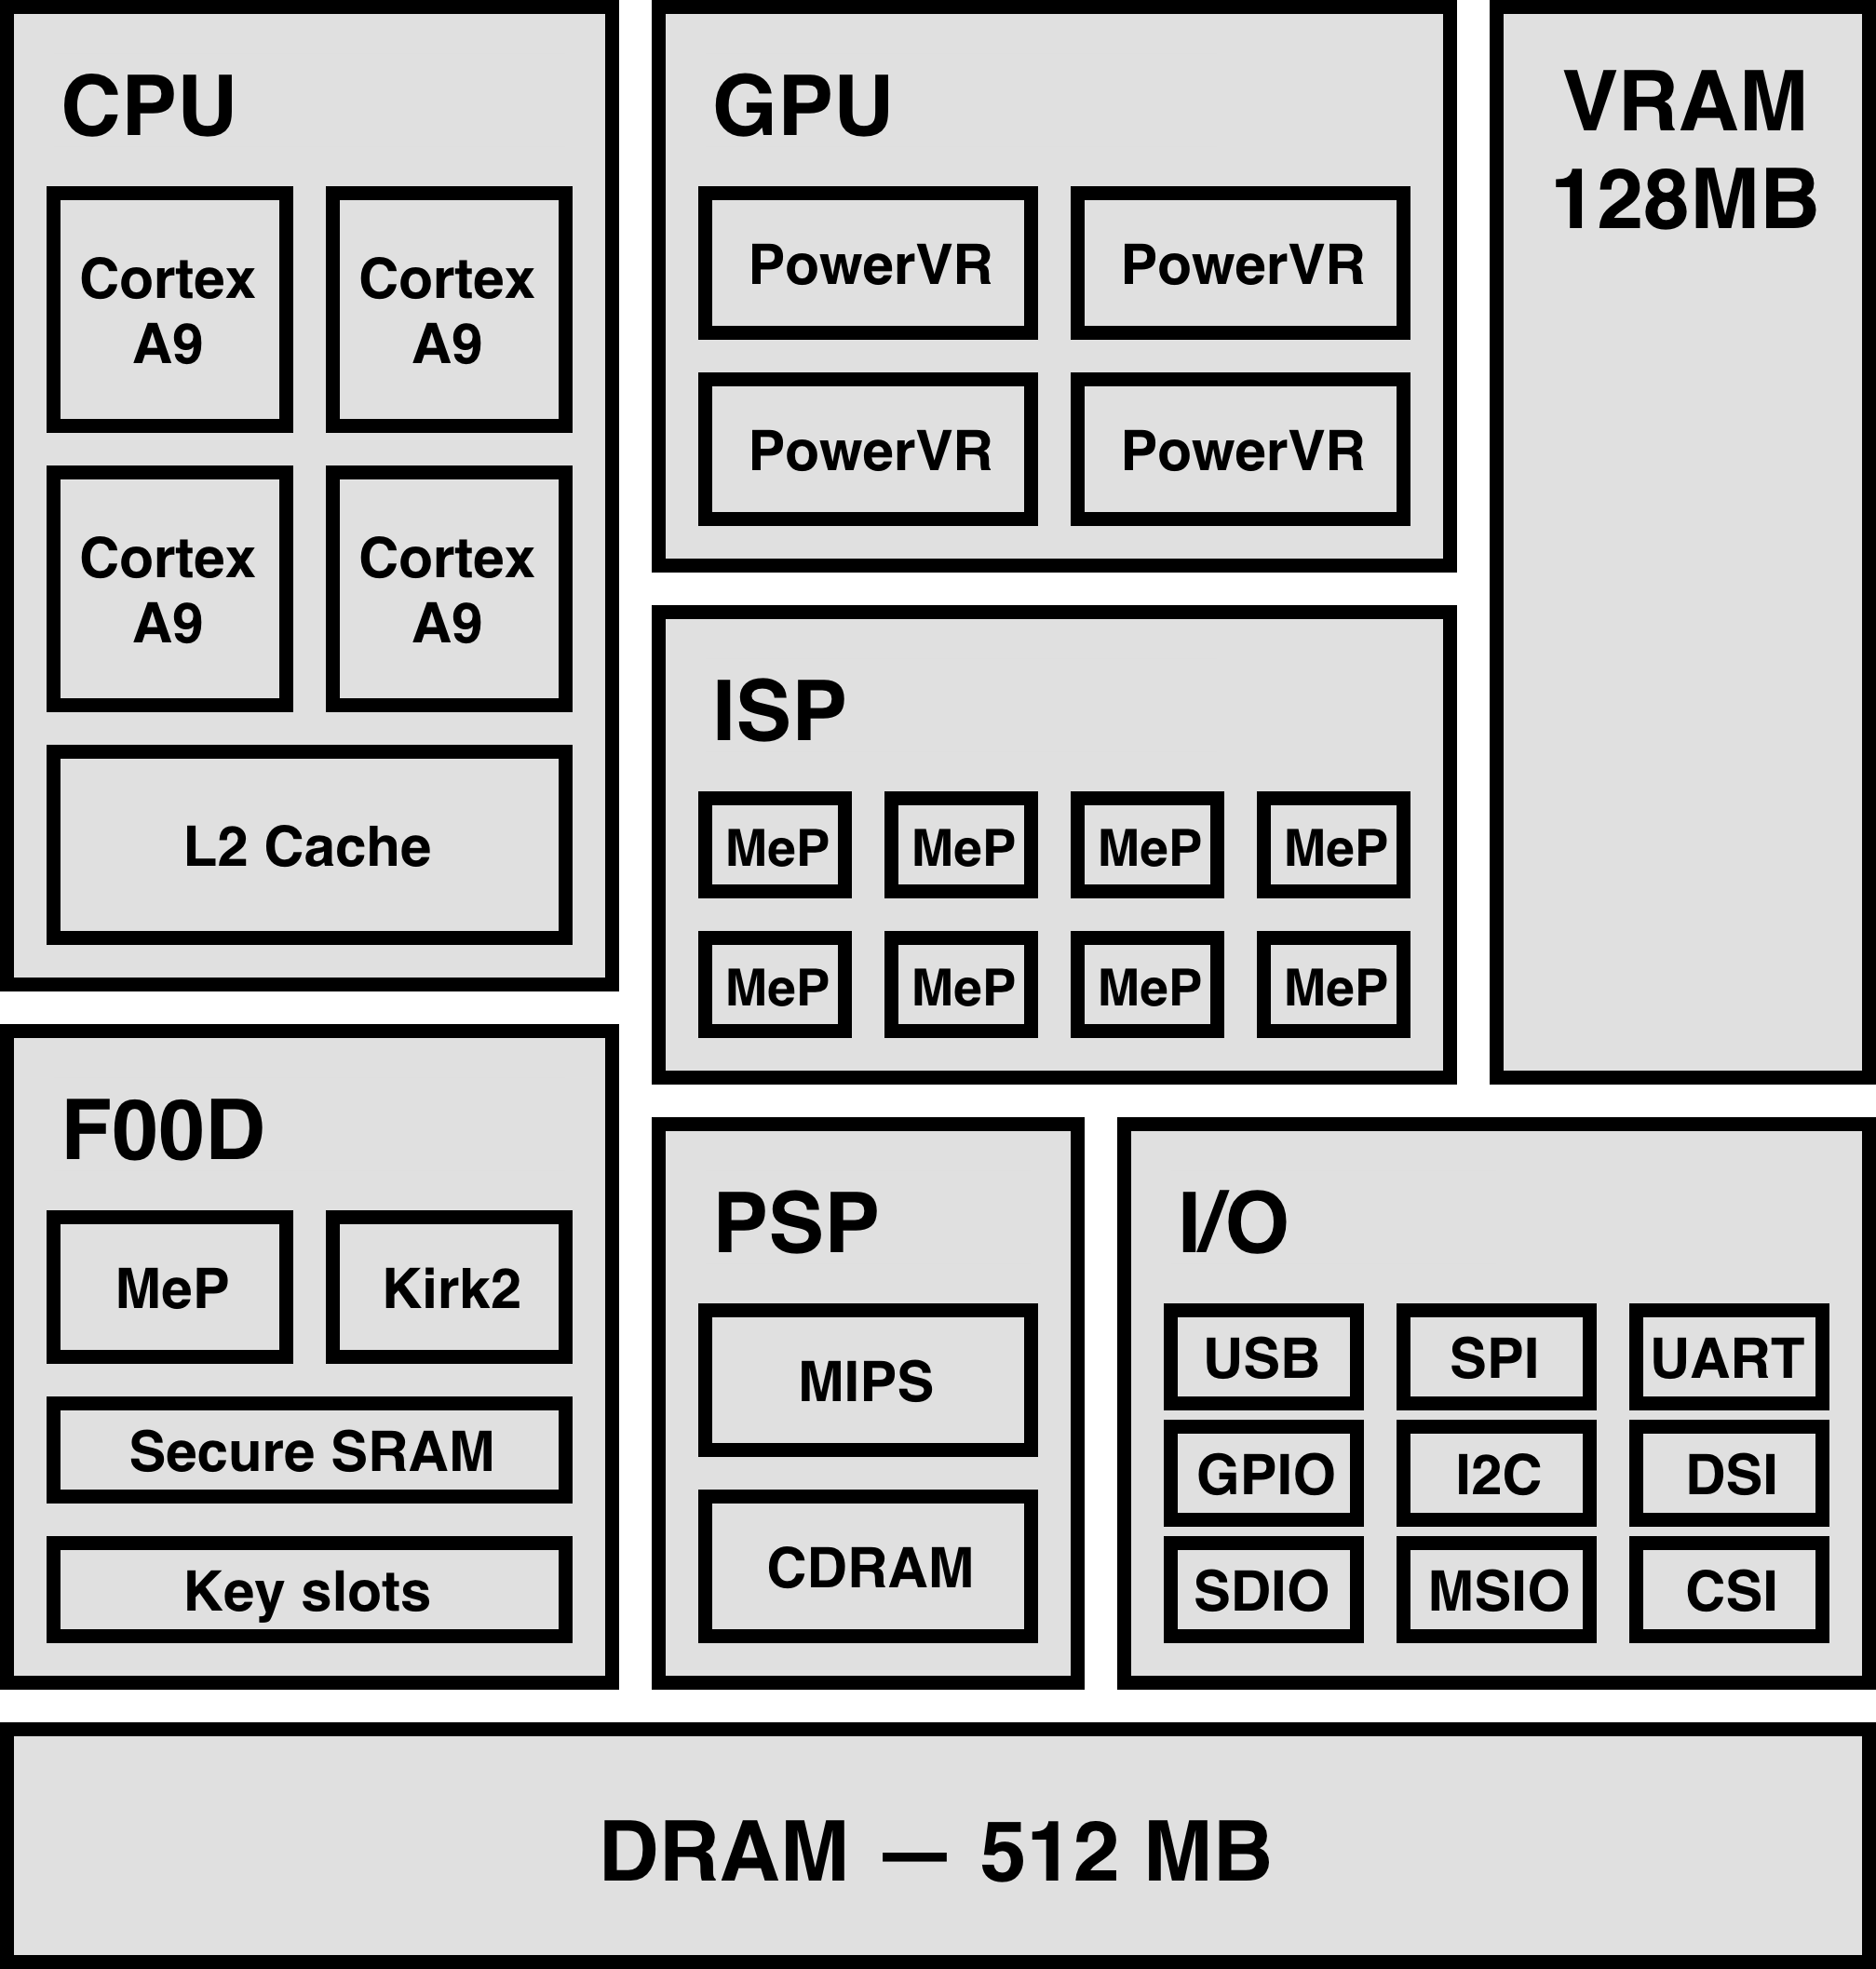 CPU
Cortex
A9
Cortex
A9
Cortex
A9
Cortex
A9
L2 Cache
GPU
PowerVR
PowerVR
PowerVR
PowerVR
VRAM
128MB
ISP
MeP
MeP
MeP
MeP
MeP
MeP
MeP
MeP
F00D
MeP
Kirk2
Secure SRAM
Key slots
PSP
MIPS
CDRAM
I/O
USB
SPI
UART
GPIO
I2C
DSI
SDIO
MSIO
CSI
DRAM — 512 MB